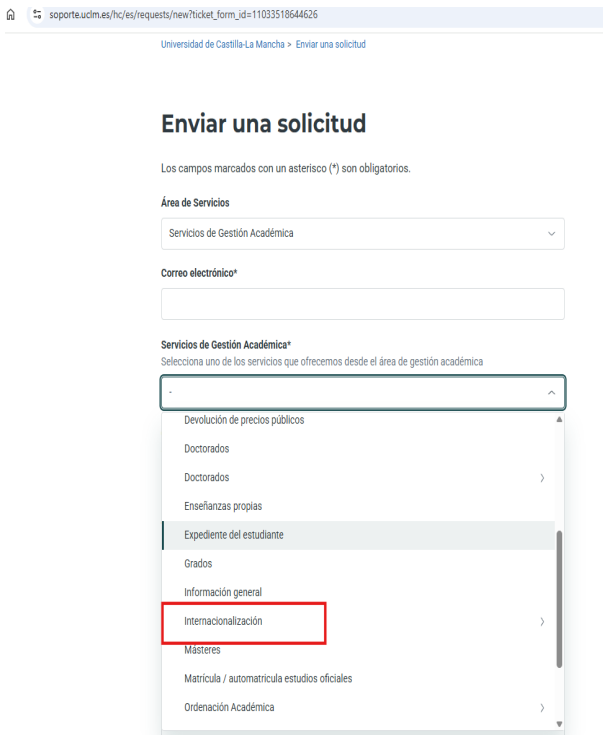 soporte.uclm.es/hc/es/requests/new?ticket_form_id=11033518644626
Universidad de Castilla-La Mancha > Enviar una solicitud
Enviar una solicitud
Los campos marcados con un asterisco (*) son obligatorios.
Área de Servicios
Servicios de Gestión Académica
Correo electrónico*
Servicios de Gestión Académica*
Selecciona uno de los servicios que ofrecemos desde el área de gestión académica
-
Devolución de precios públicos
Doctorados
Doctorados
Enseñanzas propias
Expediente del estudiante
Grados
Información general
Internacionalización
Másteres
Matrícula / automatricula estudios oficiales
Ordenación Académica